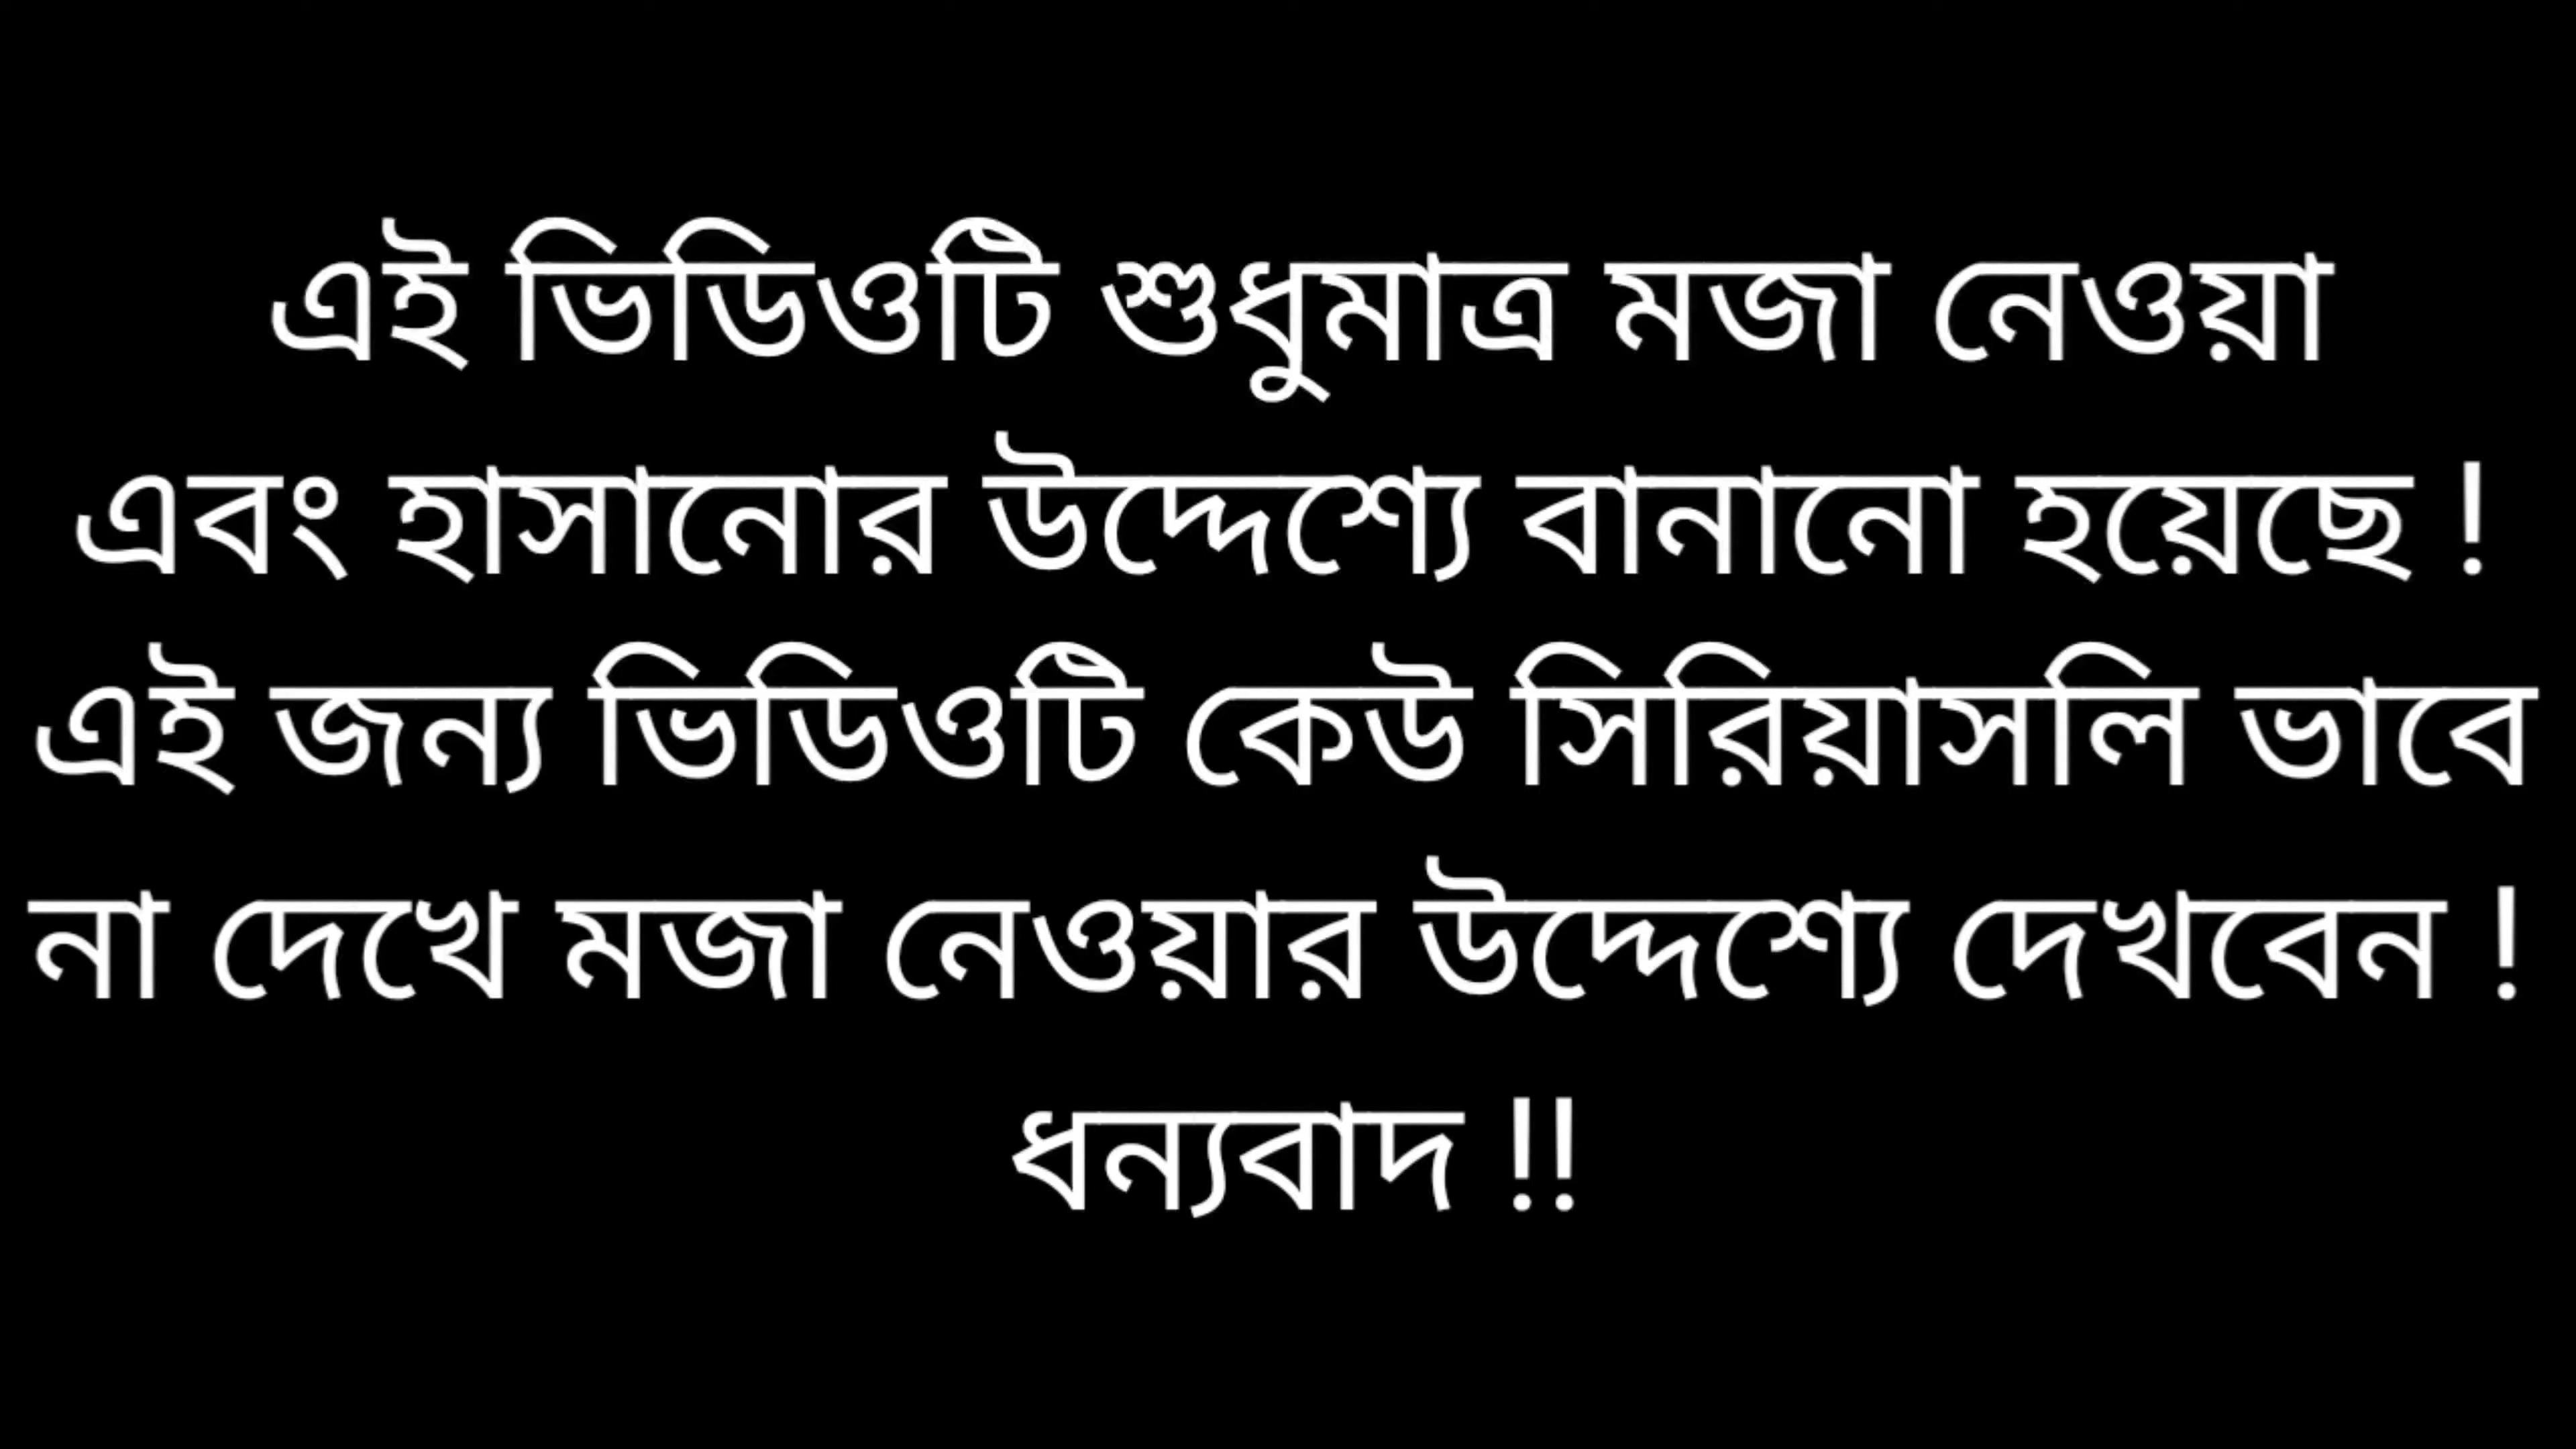 এই ভিডিওটি শুধুমাত্র মজা নেওয়া
এবং হাসানোর উদ্দেশ্যে বানানো হয়েছে !
এই জন্য ভিডিওটি কেউ সিরিয়াসলি ভাবে
না দেখে মজা নেওয়ার উদ্দেশ্যে দেখবেন !
ধন্যবাদ !!